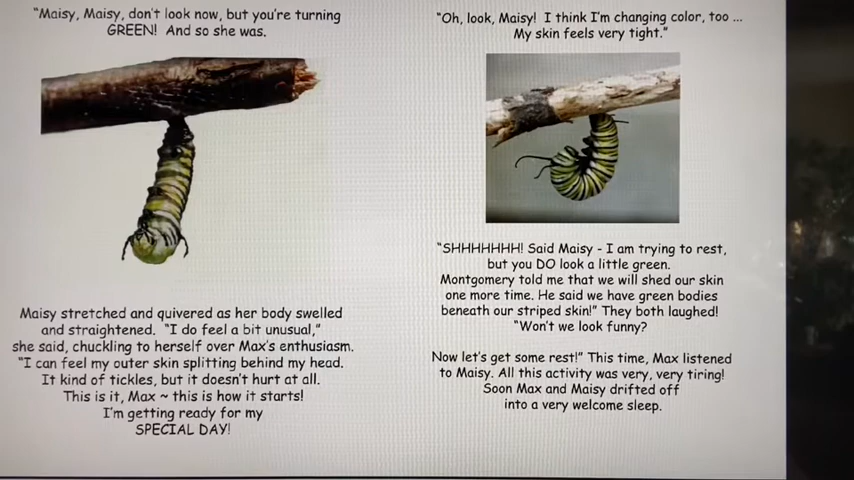 "Maisy, Maisy, don't look now, but you're turning
GREEN! And so she was.
Maisy stretched and quivered as her body swelled
and straightened. "I do feel a bit unusual,"
she said, chuckling to herself over Max's enthusiasm.
"I can feel my outer skin splitting behind my head.
It kind of tickles, but it doesn't hurt at all.
This is it, Max ~ this is how it starts!
I'm getting ready for my
SPECIAL DAY!
"Oh, look, Maisy! I think I'm changing color, too ...
My skin feels very tight."
"SHHHHHHH! Said Maisy - I am trying to rest,
but you DO look a little green.
Montgomery told me that we will shed our skin
one more time. He said we have green bodies
beneath our striped skin!" They both laughed!
"Won't we look funny?
Now let's get some rest!" This time, Max listened
to Maisy. All this activity was very, very tiring!
Soon Max and Maisy drifted off
into a very welcome sleep.